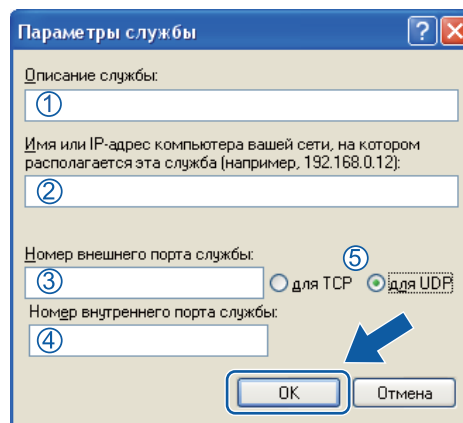 Параметры службы
Описание службы:
①
Имя или IP-адрес компьютера вашей сети, на котором
располагается эта служба (например, 192.168.0.12):
②
Номер внешнего порта службы:
⑤
③ для TCP для UDP
Номер внутреннего порта службы:
④
OK Отмена